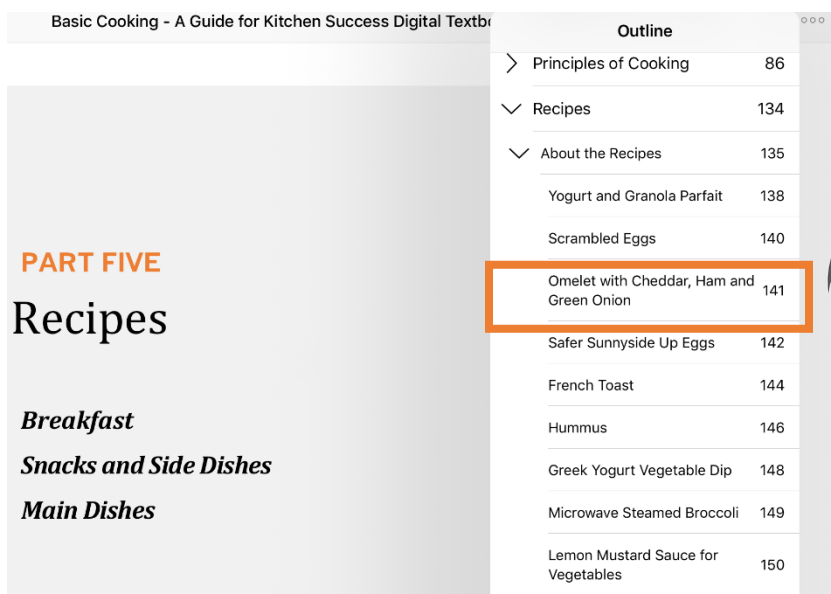 Basic Cooking - A Guide for Kitchen Success Digital
Outline
Principles of Cooking 86
Recipes 134
About the Recipes 135
Yogurt and Granola Parfait 138
Scrambled Eggs 140
Omelet with Cheddar, Ham and
Green Onion 141
Safer Sunnyside Up Eggs 142
French Toast 144
Hummus 146
Greek Yogurt Vegetable Dip 148
Microwave Steamed Broccoli 149
Lemon Mustard Sauce for
Vegetables 150
PART FIVE
Recipes
Breakfast
Snacks and Side Dishes
Main Dishes